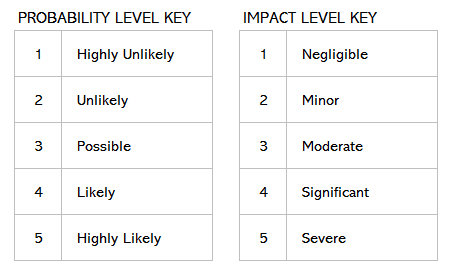 PROBABILITY LEVEL KEY
1 Highly Unlikely
2 Unlikely
3 Possible
4 Likely
5 Highly Likely
IMPACT LEVEL KEY
1 Negligible
2 Minor
3 Moderate
4 Significant
5 Severe